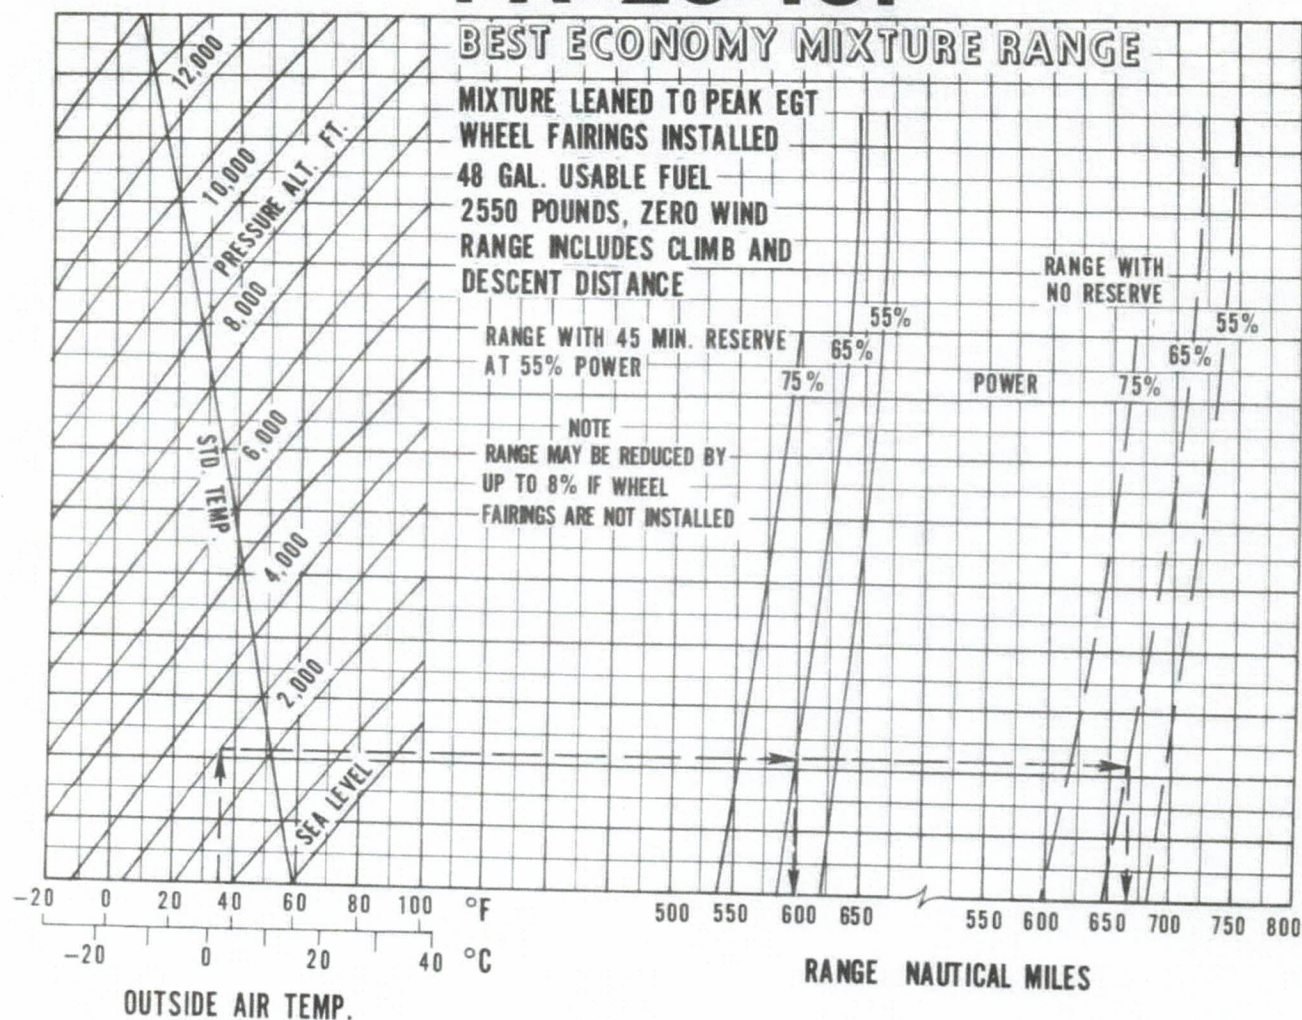 BEST ECONOMY MIXTURE RANGE
MIXTURE LEANED TO PEAK EGT
WHEEL FAIRINGS INSTALLED
48 GAL. USABLE FUEL
2550 POUNDS, ZERO WIND
RANGE INCLUDES CLIMB AND
DESCENT DISTANCE
RANGE WITH 45 MIN. RESERVE
AT 55% POWER
75%
65%
55%
RANGE WITH
NO RESERVE
POWER
75%
65%
55%
NOTE
RANGE MAY BE REDUCED BY
UP TO 8% IF WHEEL
FAIRINGS ARE NOT INSTALLED
12,000
10,000
PRESSURE ALT. FT.
8,000
6,000
STD. TEMP.
4,000
2,000
SEA LEVEL
-20 0 20 40 60 80 100 °F
-20 0 20 40 °C
OUTSIDE AIR TEMP.
500 550 600 650 550 600 650 700 750 800
RANGE NAUTICAL MILES